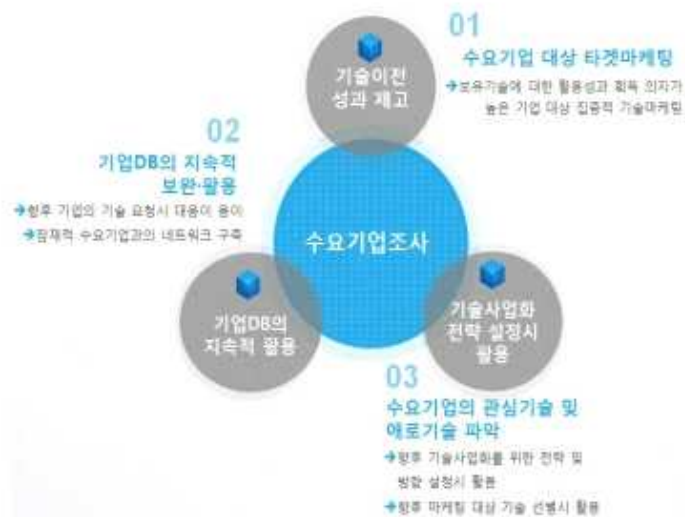 01
수요기업 대상 타겟마케팅
➔보유기술에 대한 활용성과 획득 의지가
높은 기업 대상 집중적 기술마케팅
기술이전
성과 제고
02
기업DB의 지속적
보완·활용
➔향후 기업의 기술 요청시 대응이 용이
➔잠재적 수요기업과의 네트워크 구축
수요기업조사
기업DB의
지속적 활용
기술사업화
전략 설정시
활용
03
수요기업의 관심기술 및
애로기술 파악
➔향후 기술사업화를 위한 전략 및
방향 설정시 활용
➔향후 마케팅 대상 기술 선별시 활용